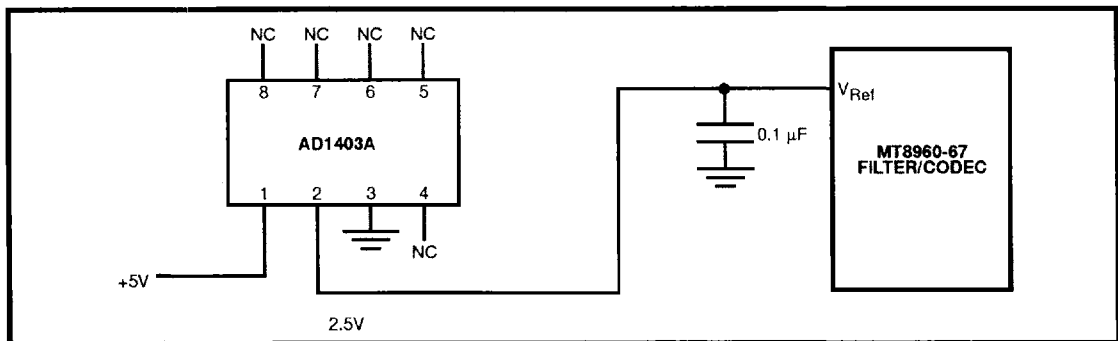 NC NC NC NC
8 7 6 5
AD1403A
1 2 3 4
NC
+5V
2.5V
V_Ref
0.1 µF
MT8960-67
FILTER/CODEC